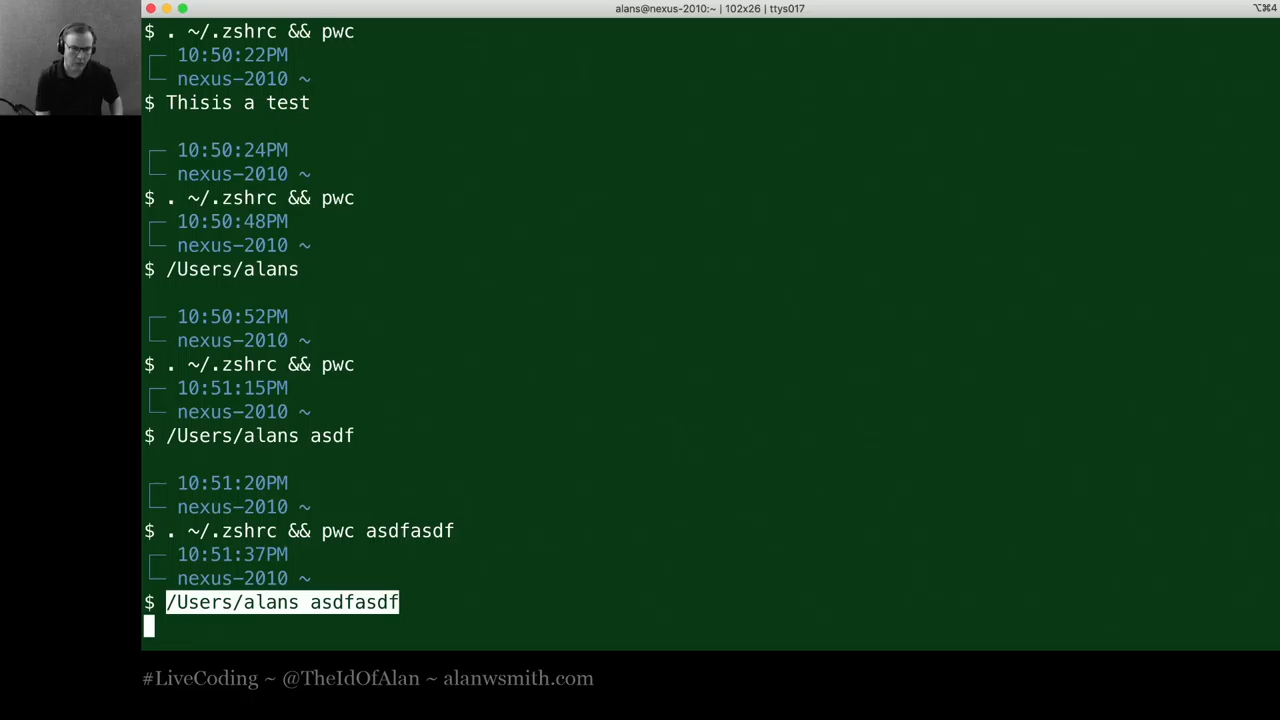 alans@nexus-2010:~ | 102x26 | ttys017
⌥⌘4
$ . ~/.zshrc && pwc
10:50:22PM
nexus-2010 ~
$ Thisis a test
10:50:24PM
nexus-2010 ~
$ . ~/.zshrc && pwc
10:50:48PM
nexus-2010 ~
$ /Users/alans
10:50:52PM
nexus-2010 ~
$ . ~/.zshrc && pwc
10:51:15PM
nexus-2010 ~
$ /Users/alans asdf
10:51:20PM
nexus-2010 ~
$ . ~/.zshrc && pwc asdfasdf
10:51:37PM
nexus-2010 ~
$ /Users/alans asdfasdf
#LiveCoding ~ @TheIdOfAlan ~ alanwsmith.com